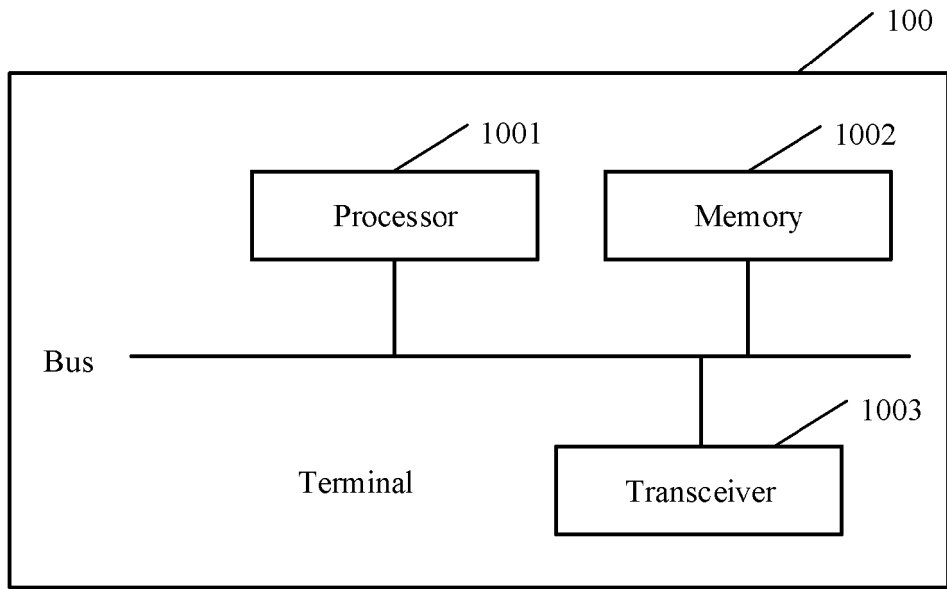 100
1001
1002
Processor
Memory
Bus
1003
Terminal
Transceiver